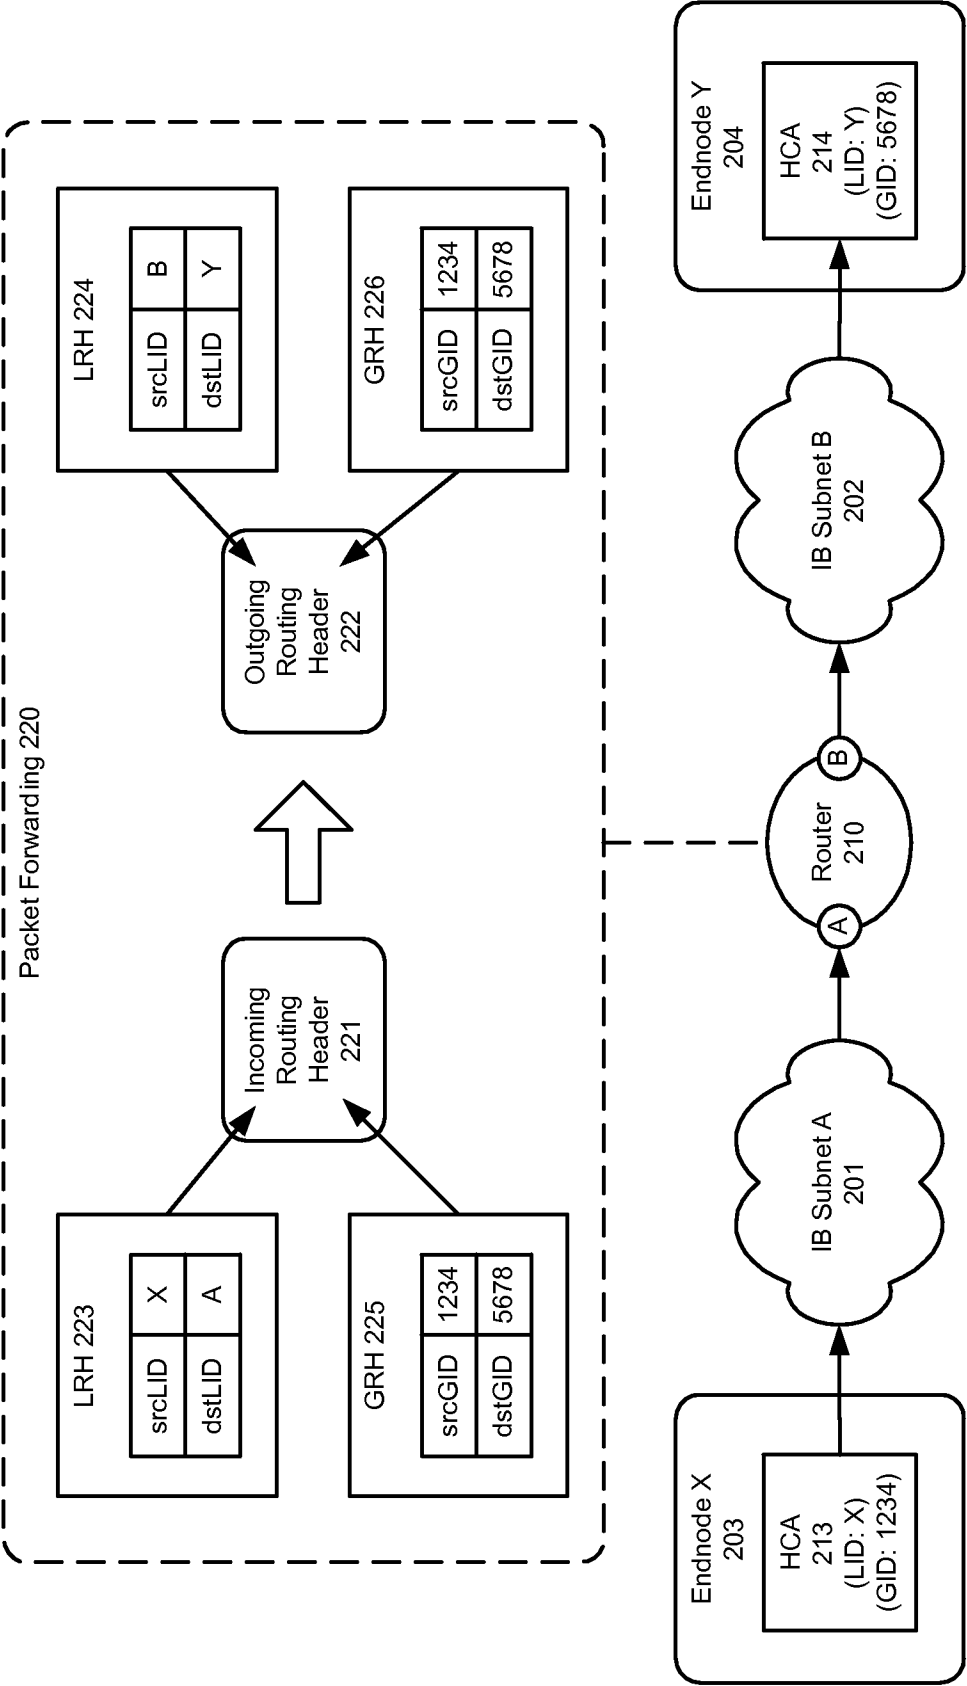 Packet Forwarding 220
LRH 223
srcLID X
dstLID A
GRH 225
srcGID 1234
dstGID 5678
Incoming
Routing
Header
221
Outgoing
Routing
Header
222
LRH 224
srcLID B
dstLID Y
GRH 226
srcGID 1234
dstGID 5678
Endnode X
203
HCA
213
(LID: X)
(GID: 1234)
IB Subnet A
201
A
Router
210
B
IB Subnet B
202
Endnode Y
204
HCA
214
(LID: Y)
(GID: 5678)